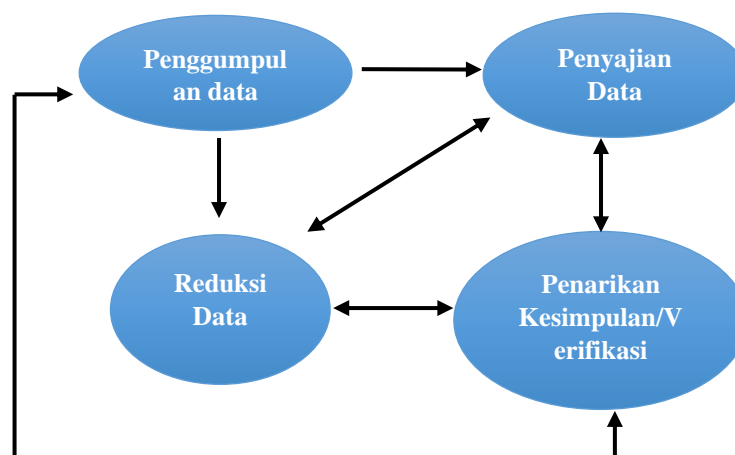 Penggumpul
an data
Penyajian
Data
Reduksi
Data
Penarikan
Kesimpulan/V
erifikasi